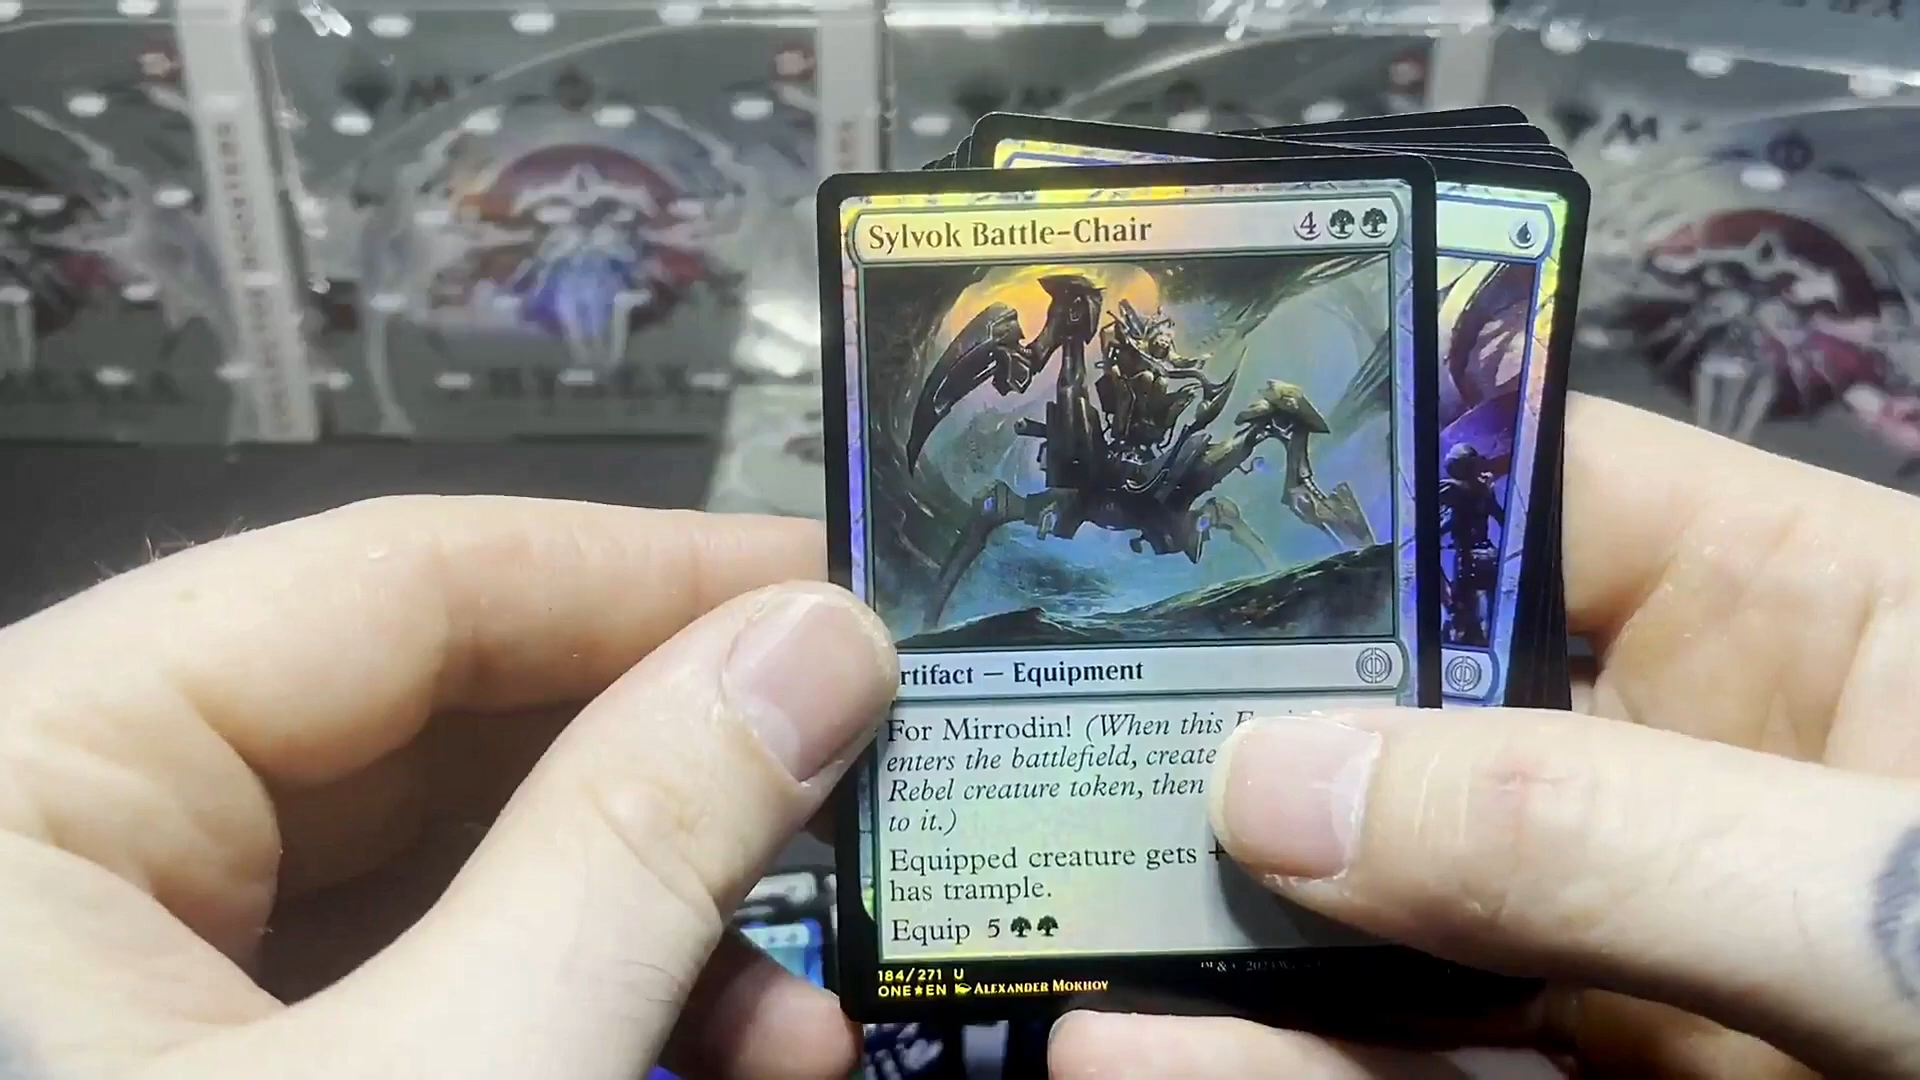 Sylvok Battle-Chair 4
rtifact — Equipment
For Mirrodin! (When this
enters the battlefield, create
Rebel creature token, then
to it.)
Equipped creature gets +
has trample.
Equip 5
184/271 U
ONE★EN ALEXANDER MOKHOV
™ & ©